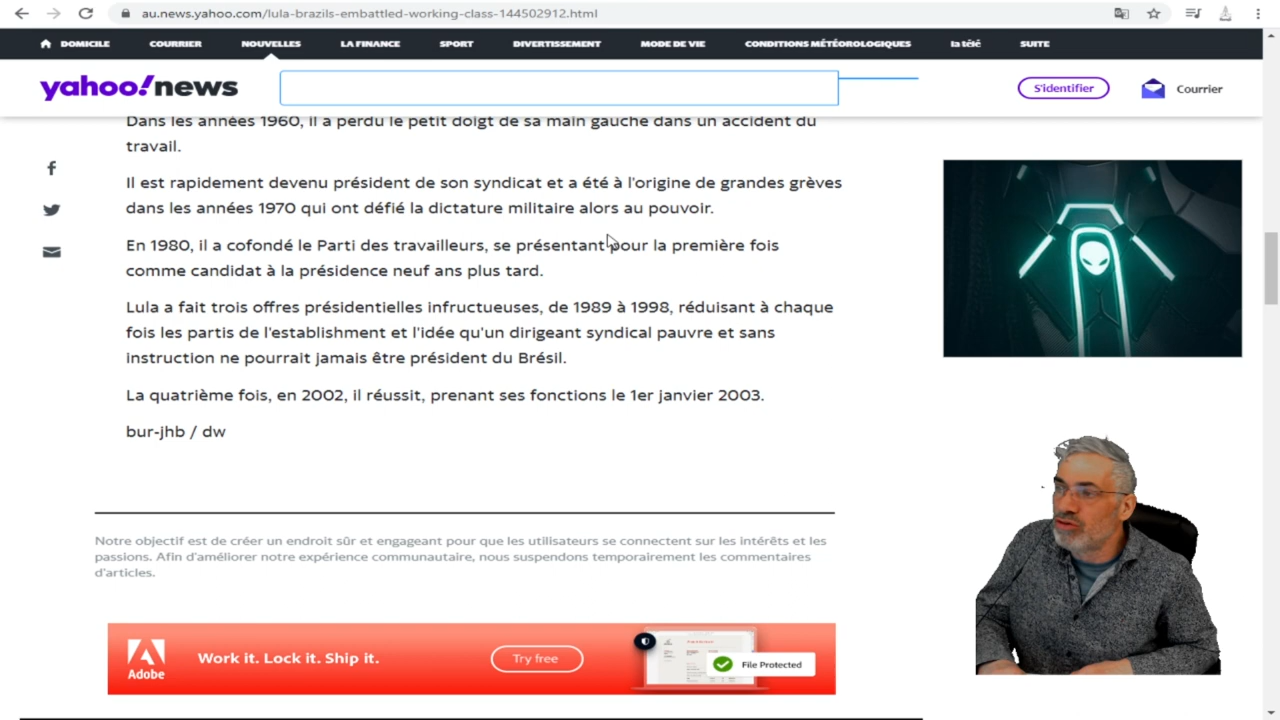 au.news.yahoo.com/lula-brazils-embattled-working-class-144502912.html
DOMICILE COURRIER NOUVELLES LA FINANCE SPORT DIVERTISSEMENT MODE DE VIE CONDITIONS MÉTÉOROLOGIQUES la télé SUITE
yahoo!news
S'identifier
Courrier
Dans les années 1960, il a perdu le petit doigt de sa main gauche dans un accident du
travail.
Il est rapidement devenu président de son syndicat et a été à l'origine de grandes grèves
dans les années 1970 qui ont défié la dictature militaire alors au pouvoir.
En 1980, il a cofondé le Parti des travailleurs, se présentant pour la première fois
comme candidat à la présidence neuf ans plus tard.
Lula a fait trois offres présidentielles infructueuses, de 1989 à 1998, réduisant à chaque
fois les partis de l'establishment et l'idée qu'un dirigeant syndical pauvre et sans
instruction ne pourrait jamais être président du Brésil.
La quatrième fois, en 2002, il réussit, prenant ses fonctions le 1er janvier 2003.
bur-jhb / dw
Notre objectif est de créer un endroit sûr et engageant pour que les utilisateurs se connectent sur les intérêts et les
passions. Afin d'améliorer notre expérience communautaire, nous suspendons temporairement les commentaires
d'articles.
Adobe
Work it. Lock it. Ship it.
Try free
File Protected